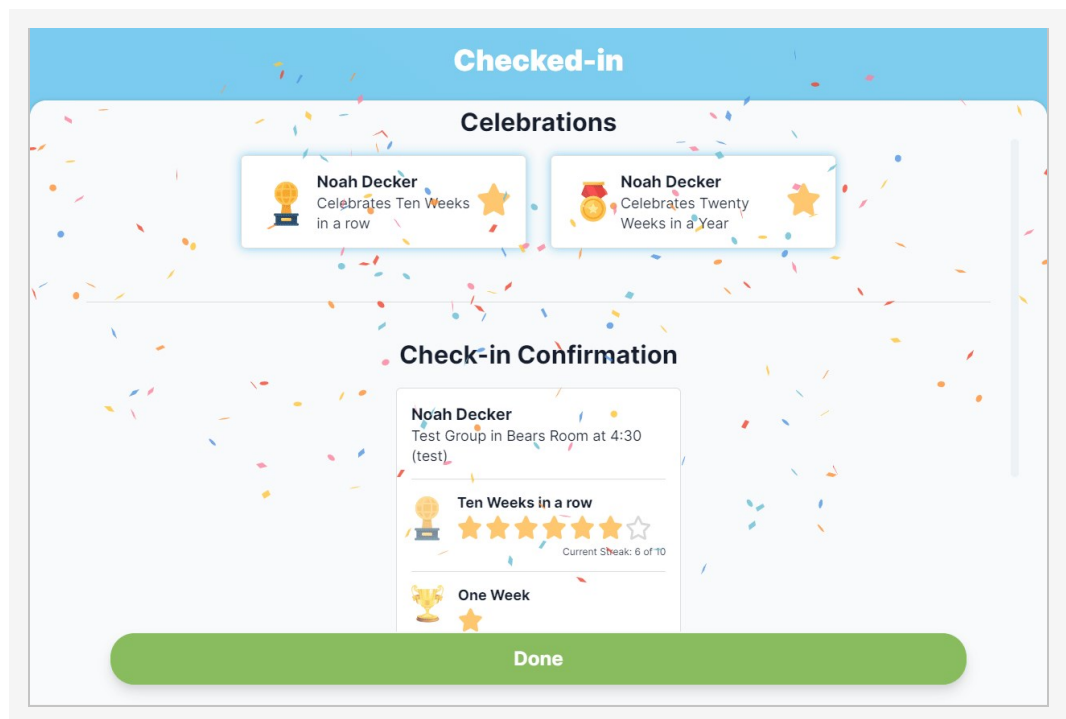 Checked-in
Celebrations
Noah Decker
Celebrates Ten Weeks
in a row
Noah Decker
Celebrates Twenty
Weeks in a Year
Check-in Confirmation
Noah Decker
Test Group in Bears Room at 4:30
(test)
Ten Weeks in a row
Current Streak: 6 of 10
One Week
Done